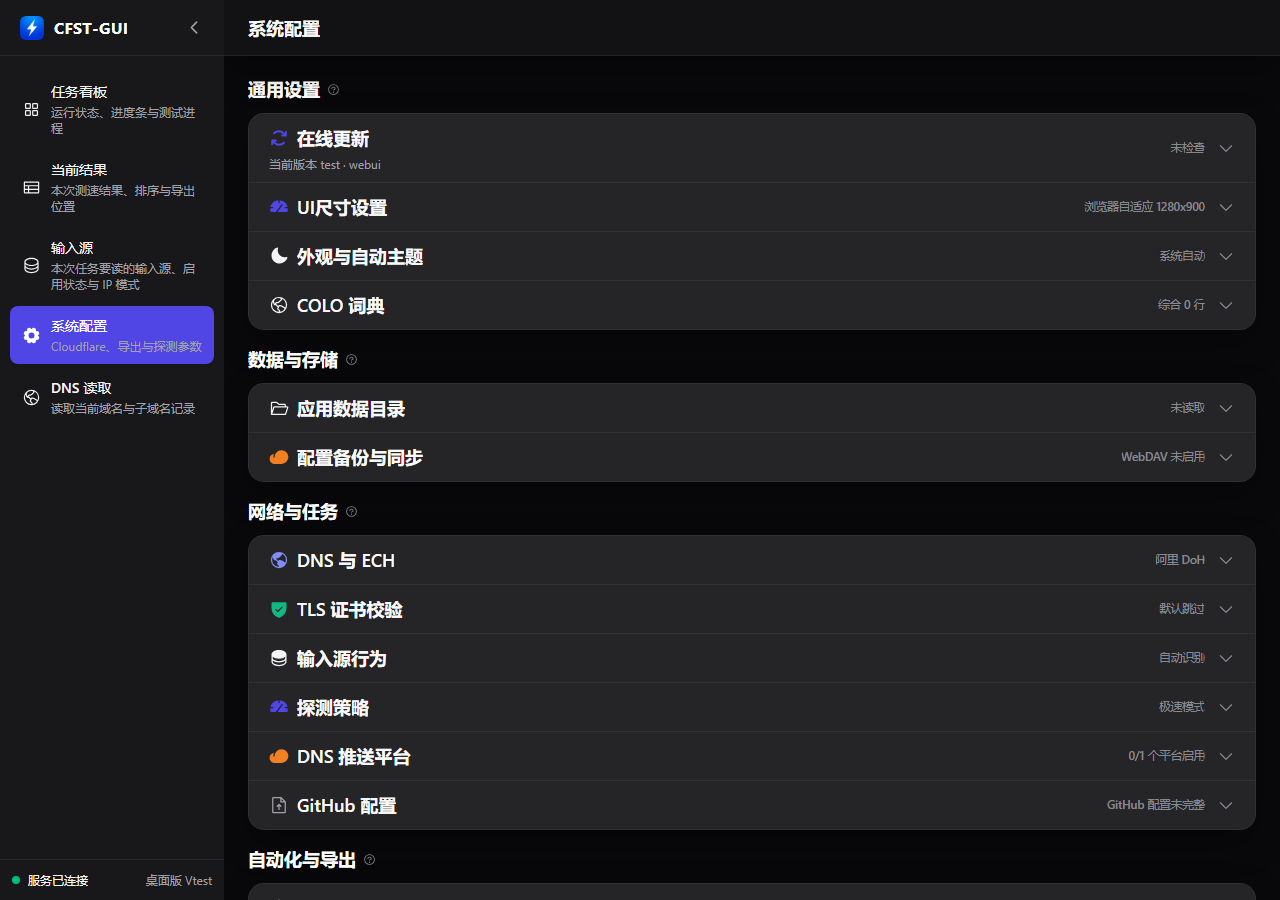 CFST-GUI
任务看板
运行状态、进度条与测试进
程
当前结果
本次测速结果、排序与导出
位置
输入源
本次任务要读的输入源、启
用状态与 IP 模式
系统配置
Cloudflare、导出与探测参数
DNS 读取
读取当前域名与子域名记录
服务已连接
桌面版 Vtest
系统配置
通用设置
在线更新
当前版本 test · webui
未检查
UI尺寸设置
浏览器自适应 1280x900
外观与自动主题
系统自动
COLO 词典
综合 0 行
数据与存储
应用数据目录
未读取
配置备份与同步
WebDAV 未启用
网络与任务
DNS 与 ECH
阿里 DoH
TLS 证书校验
默认跳过
输入源行为
自动识别
探测策略
极速模式
DNS 推送平台
0/1 个平台启用
GitHub 配置
GitHub 配置未完整
自动化与导出